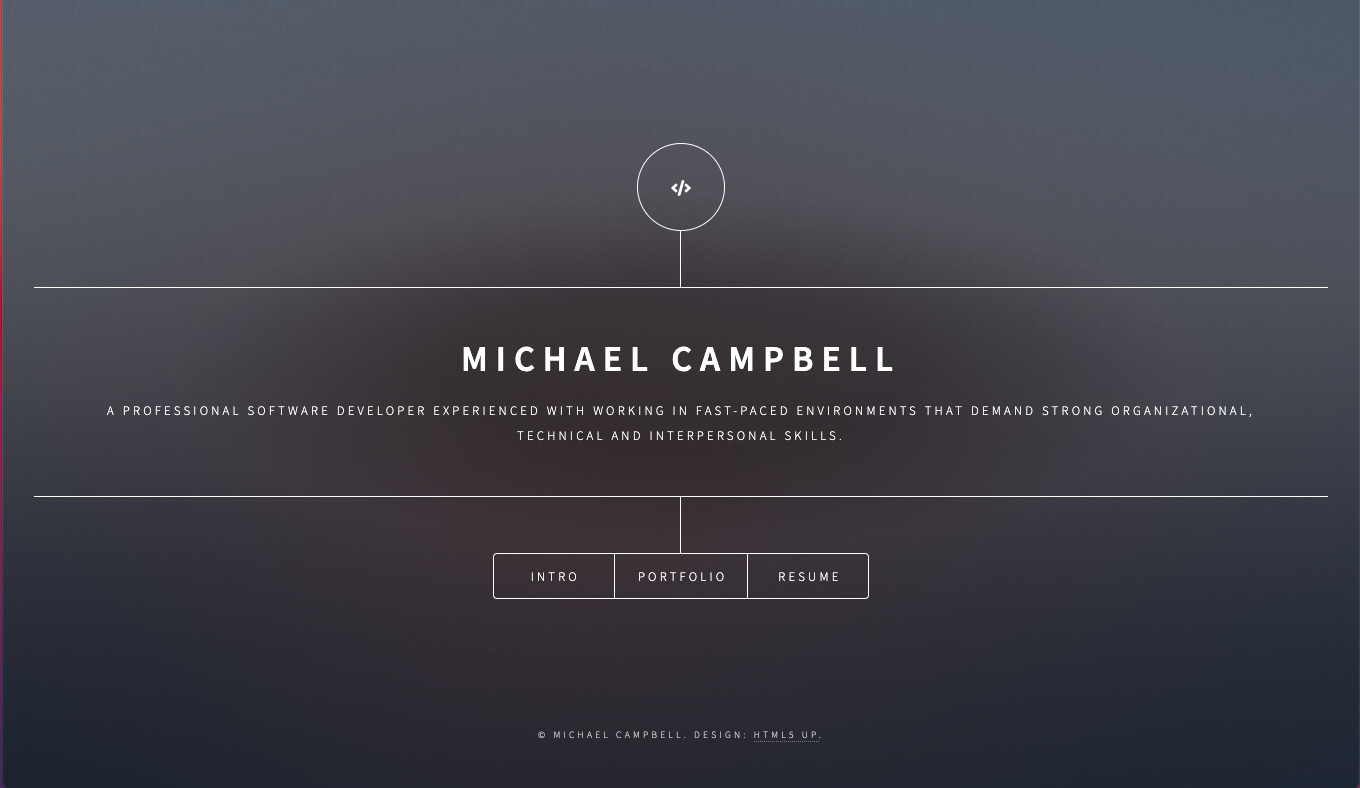 MICHAEL CAMPBELL
A PROFESSIONAL SOFTWARE DEVELOPER EXPERIENCED WITH WORKING IN FAST-PACED ENVIRONMENTS THAT DEMAND STRONG ORGANIZATIONAL,
TECHNICAL AND INTERPERSONAL SKILLS.
INTRO PORTFOLIO RESUME
© MICHAEL CAMPBELL. DESIGN: HTML5 UP.